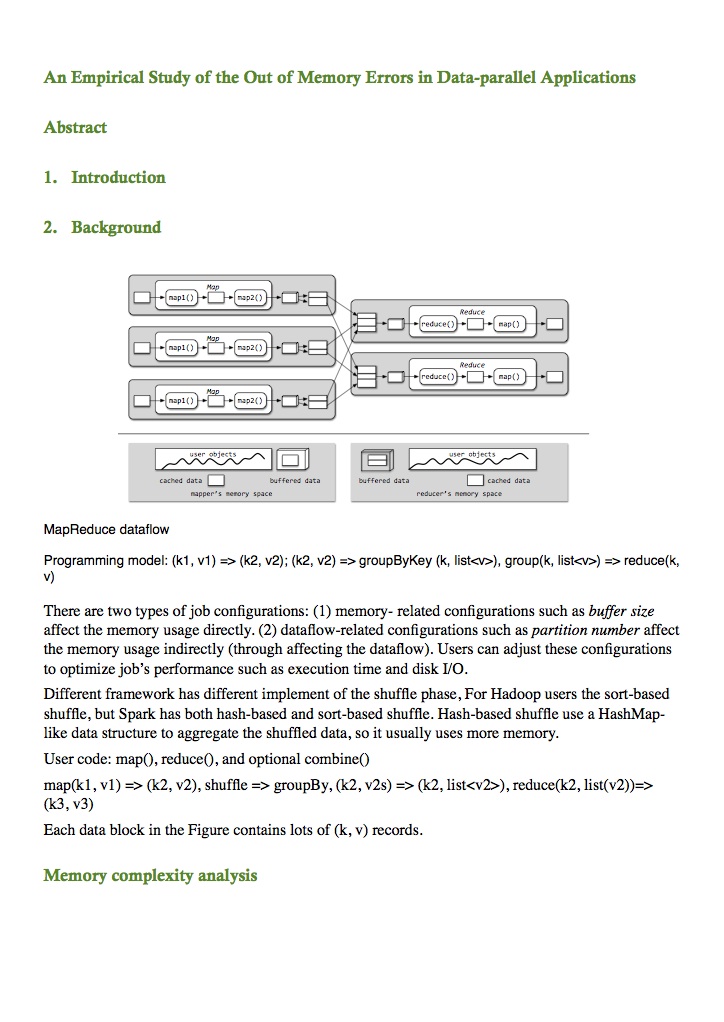 An Empirical Study of the Out of Memory Errors in Data-parallel Applications
Abstract
1. Introduction
2. Background
Map
map1() map2()
Reduce
reduce() map()
Map
map1() map2()
Reduce
reduce() map()
Map
map1() map2()
user objects
user objects
cached data buffered data
buffered data cached data
mapper's memory space
reducer's memory space
MapReduce dataflow
Programming model: (k1, v1) => (k2, v2); (k2, v2) => groupByKey (k, list<v>), group(k, list<v>) => reduce(k,
v)
There are two types of job configurations: (1) memory- related configurations such as buffer size
affect the memory usage directly. (2) dataflow-related configurations such as partition number affect
the memory usage indirectly (through affecting the dataflow). Users can adjust these configurations
to optimize job's performance such as execution time and disk I/O.
Different framework has different implement of the shuffle phase, For Hadoop users the sort-based
shuffle, but Spark has both hash-based and sort-based shuffle. Hash-based shuffle use a HashMap-
like data structure to aggregate the shuffled data, so it usually uses more memory.
User code: map(), reduce(), and optional combine()
map(k1, v1) => (k2, v2), shuffle => groupBy, (k2, v2s) => (k2, list<v2>), reduce(k2, list(v2))=>
(k3, v3)
Each data block in the Figure contains lots of (k, v) records.
Memory complexity analysis